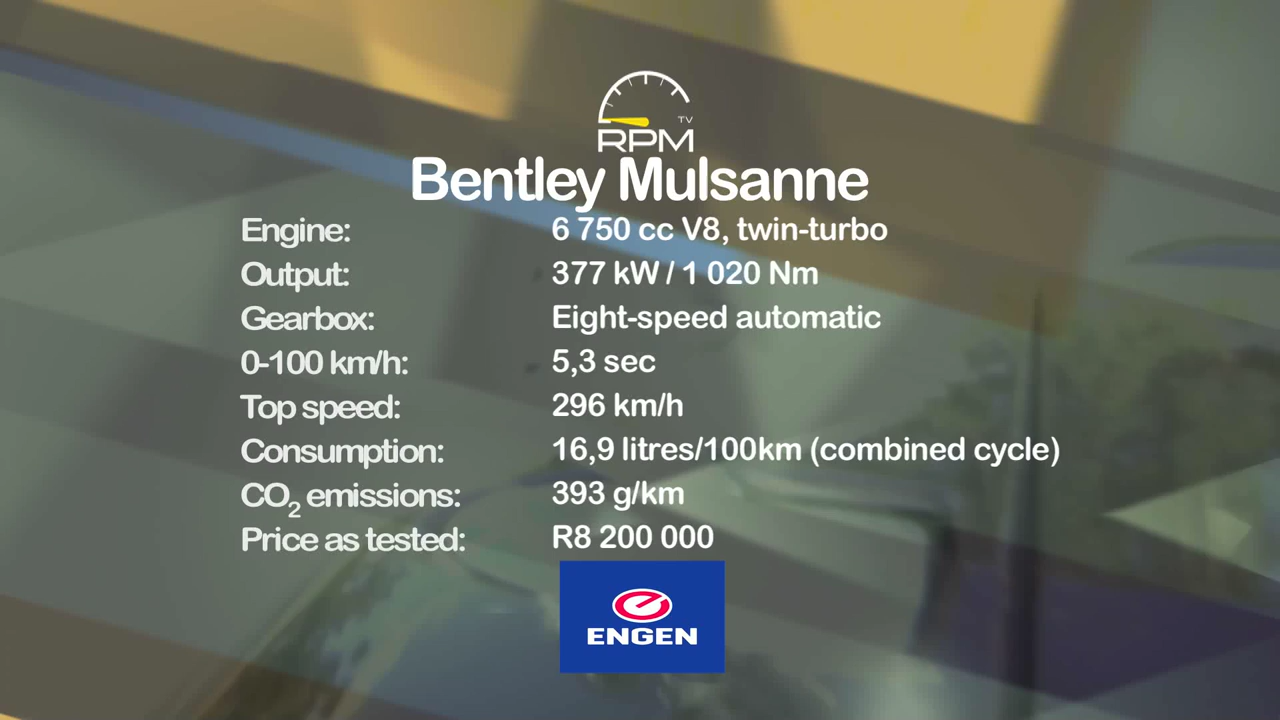 TV
RPM
Bentley Mulsanne
Engine: 6 750 cc V8, twin-turbo
Output: 377 kW / 1 020 Nm
Gearbox: Eight-speed automatic
0-100 km/h: 5,3 sec
Top speed: 296 km/h
Consumption: 16,9 litres/100km (combined cycle)
CO₂ emissions: 393 g/km
Price as tested: R8 200 000
ENGEN